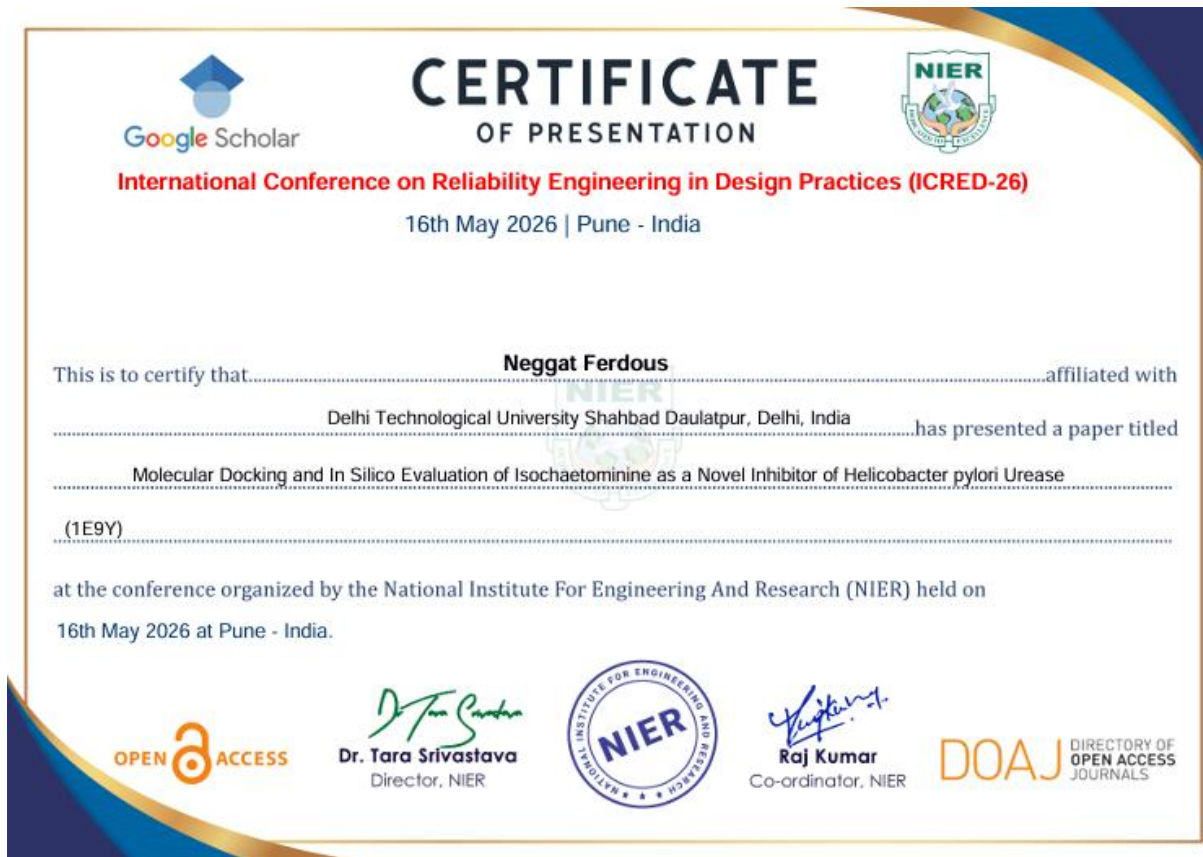 Google Scholar
CERTIFICATE
OF PRESENTATION
NIER
DEDICATED TO EXCELLENCE
International Conference on Reliability Engineering in Design Practices (ICRED-26)
16th May 2026 | Pune - India
This is to certify that Neggat Ferdous affiliated with
NIER
Delhi Technological University Shahbad Daulatpur, Delhi, India has presented a paper titled
Molecular Docking and In Silico Evaluation of Isochaetominine as a Novel Inhibitor of Helicobacter pylori Urease
(1E9Y)
at the conference organized by the National Institute For Engineering And Research (NIER) held on
16th May 2026 at Pune - India.
OPEN ACCESS
Dr. Tara Srivastava
Director, NIER
NATIONAL INSTITUTE FOR ENGINEERING AND RESEARCH
NIER
Raj Kumar
Co-ordinator, NIER
DOAJ
DIRECTORY OF
OPEN ACCESS
JOURNALS